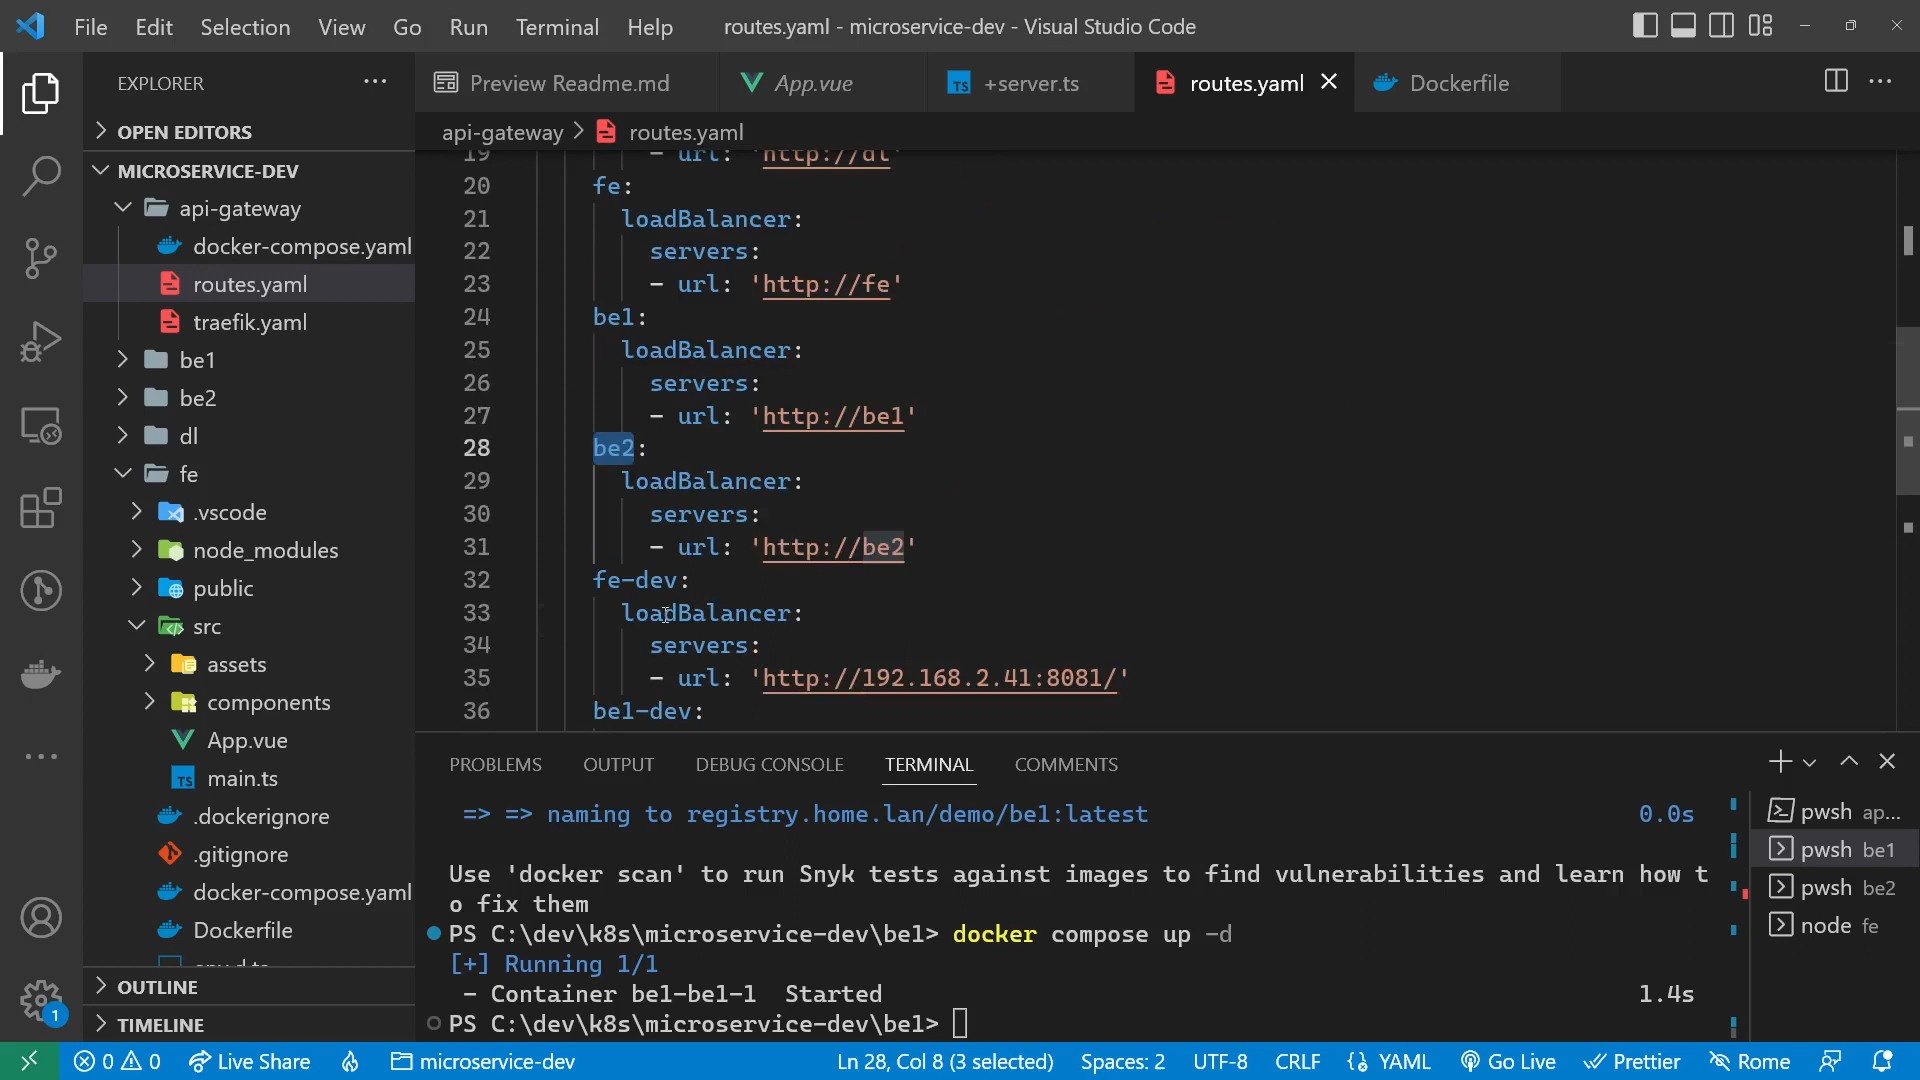 File Edit Selection View Go Run Terminal Help
routes.yaml - microservice-dev - Visual Studio Code
EXPLORER
OPEN EDITORS
MICROSERVICE-DEV
api-gateway
docker-compose.yaml
routes.yaml
traefik.yaml
be1
be2
dl
fe
.vscode
node_modules
public
src
assets
components
App.vue
TS main.ts
.dockerignore
.gitignore
docker-compose.yaml
Dockerfile
OUTLINE
TIMELINE
1
Preview Readme.md App.vue TS +server.ts routes.yaml Dockerfile
api-gateway > routes.yaml
19 - url: 'http://dl'
20 fe:
21 loadBalancer:
22 servers:
23 - url: 'http://fe'
24 be1:
25 loadBalancer:
26 servers:
27 - url: 'http://be1'
28 be2:
29 loadBalancer:
30 servers:
31 - url: 'http://be2'
32 fe-dev:
33 loadBalancer:
34 servers:
35 - url: 'http://192.168.2.41:8081/'
36 be1-dev:
PROBLEMS OUTPUT DEBUG CONSOLE TERMINAL COMMENTS
=> => naming to registry.home.lan/demo/be1:latest 0.0s
Use 'docker scan' to run Snyk tests against images to find vulnerabilities and learn how t
o fix them
PS C:\dev\k8s\microservice-dev\be1> docker compose up -d
[+] Running 1/1
- Container be1-be1-1 Started 1.4s
PS C:\dev\k8s\microservice-dev\be1>
pwsh ap...
pwsh be1
pwsh be2
node fe
0 0 Live Share microservice-dev Ln 28, Col 8 (3 selected) Spaces: 2 UTF-8 CRLF {} YAML Go Live Prettier Rome